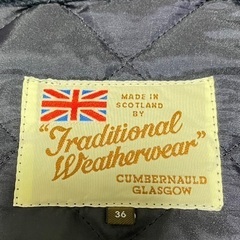 MADE IN
SCOTLAND
BY
"Traditional
Weatherwear"
CUMBERNAULD
GLASGOW
36